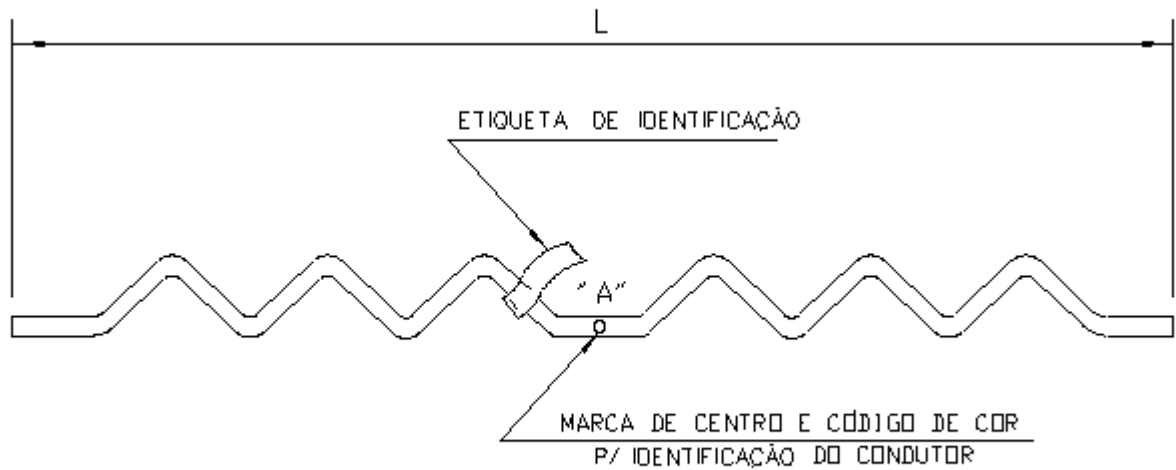 L
ETIQUETA DE IDENTIFICAÇÃO
"A"
MARCA DE CENTRO E CÓDIGO DE COR
P/ IDENTIFICAÇÃO DO CONDUTOR